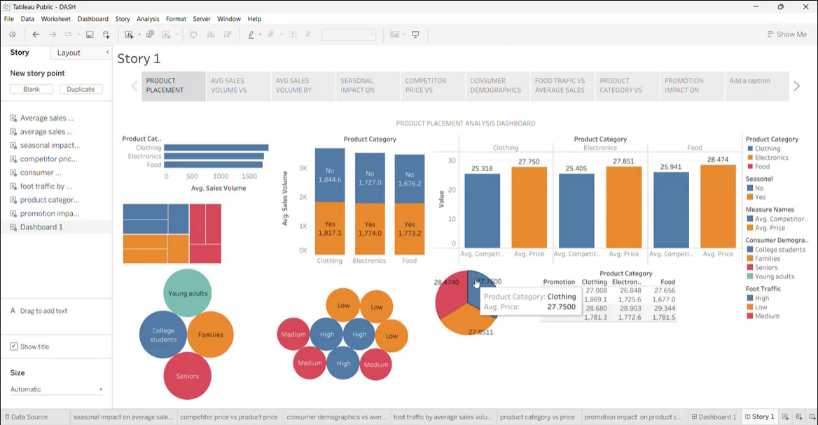 Tableau Public - DASH
File Data Worksheet Dashboard Story Analysis Format Server Window Help
Show Me
Story Layout
New story point
Blank Duplicate
Average sales ...
average sales ...
seasonal impact...
competitor pric...
consumer ...
foot traffic by ...
product categor...
promotion impa...
Dashboard 1
A Drag to add text
Show title
Size
Automatic
Story 1
PRODUCT PLACEMENT
AVG SALES VOLUME VS
AVG SALES VOLUME BY
SEASONAL IMPACT ON
COMPETITOR PRICE VS
CONSUMER DEMOGRAPHICS
FOOD TRAFIC VS AVERAGE SALES
PRODUCT CATEGORY VS
PROMOTION IMPACT ON
Add a caption
PRODUCT PLACEMENT ANALYSIS DASHBOARD
Product Cat..
Clothing
Electronics
Food
0 500 1000 1500
Avg. Sales Volume
Product Category
Avg. Sales Volume
3K
2K
1K
0K
No 1,844.6
No 1,727.0
No 1,676.2
Yes 1,817.1
Yes 1,774.0
Yes 1,773.2
Clothing Electronics Food
Product Category
Clothing Electronics Food
Value
30
20
10
0
25.318 27.750 25.405 27.851 25.941 28.474
Avg. Competi.. Avg. Price Avg. Competi.. Avg. Price Avg. Competi.. Avg. Price
Product Category
Clothing
Electronics
Food
Seasonal
No
Yes
Measure Names
Avg. Competitor..
Avg. Price
Consumer Demogra..
College students
Families
Seniors
Young adults
Foot Traffic
High
Low
Medium
Young adults
College students
Families
Seniors
Low
Low
Medium
High
High
Low
Medium
High
Medium
28.4740
27.7500
27.8511
Product Category: Clothing
Avg. Price: 27.7500
Product Category
Promotion Clothing Electron.. Food
27.008 26.848 27.656
1,869.1 1,725.6 1,677.0
28.680 28.903 29.344
1,781.3 1,772.6 1,781.5
Data Source seasonal impact on average sale... competitor price vs product price consumer demographics vs aver... foot traffic by average sales volu... product category vs price promotion impact on product c... Dashboard 1 Story 1